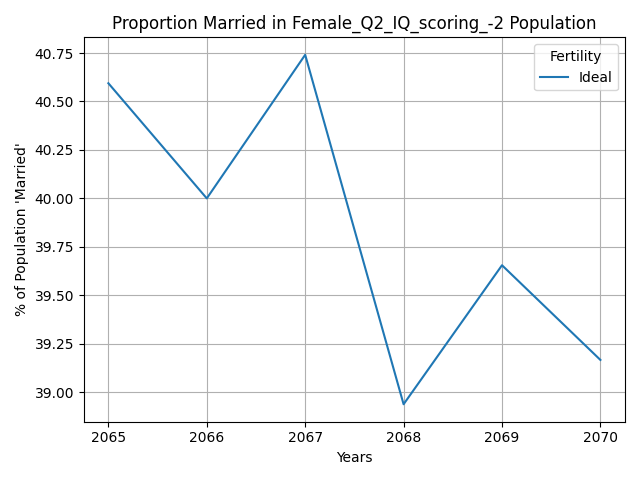 Proportion Married in Female_Q2_IQ_scoring_-2 Population
Fertility
Ideal
% of Population 'Married'
40.75
40.50
40.25
40.00
39.75
39.50
39.25
39.00
2065 2066 2067 2068 2069 2070
Years